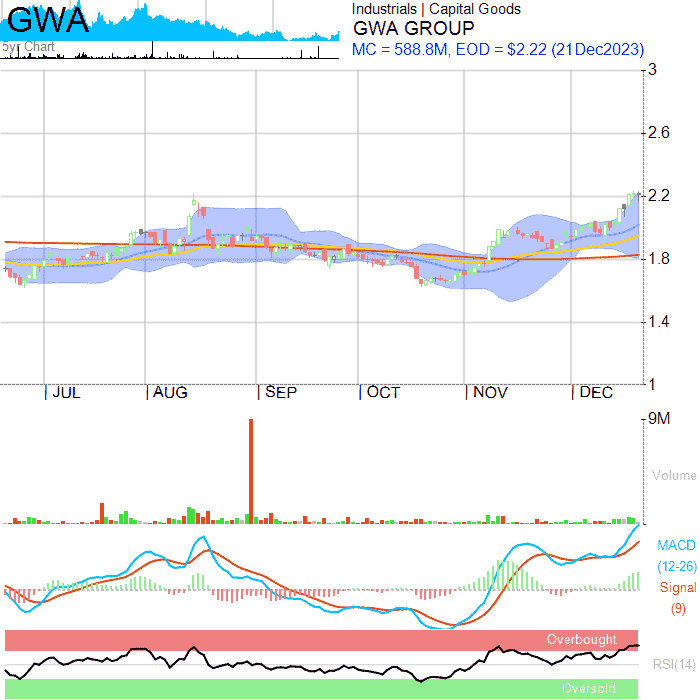 GWA
5yr Chart
Industrials | Capital Goods
GWA GROUP
MC = 588.8M, EOD = $2.22 (21Dec2023)
3
2.6
2.2
1.8
1.4
1
JUL AUG SEP OCT NOV DEC
9M
Volume
MACD
(12-26)
Signal
(9)
Overbought
RSI(14)
Oversold